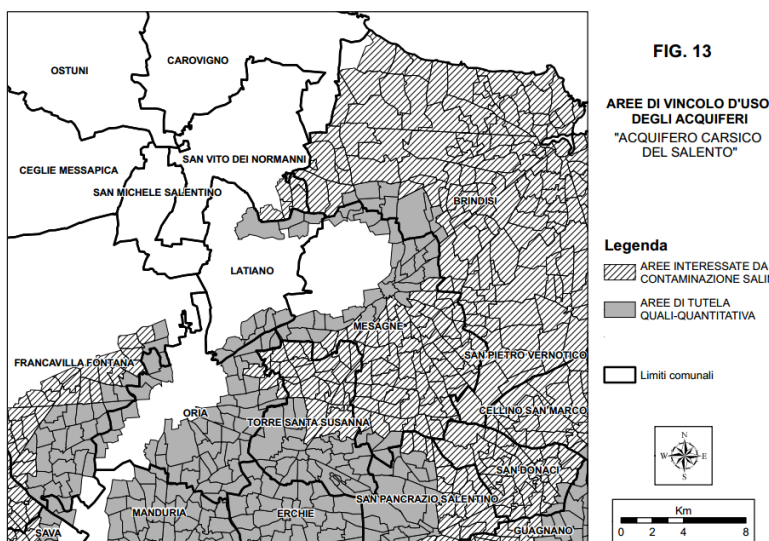 OSTUNI
CAROVIGNO
CEGLIE MESSAPICA
SAN VITO DEI NORMANNI
SAN MICHELE SALENTINO
BRINDISI
LATIANO
MESAGNE
FRANCAVILLA FONTANA
SAN PIETRO VERNOTICO
ORIA
CELLINO SAN MARCO
TORRE SANTA SUSANNA
SAN DONACI
SAN PANCRAZIO SALENTINO
MANDURIA
ERCHIE
SAVA
GUAGNANO
FIG. 13
AREE DI VINCOLO D'USO
DEGLI ACQUIFERI
"ACQUIFERO CARSICO
DEL SALENTO"
Legenda
AREE INTERESSATE DA
CONTAMINAZIONE SALI
AREE DI TUTELA
QUALI-QUANTITATIVA
Limiti comunali
N
W E
S
Km
0 2 4 8